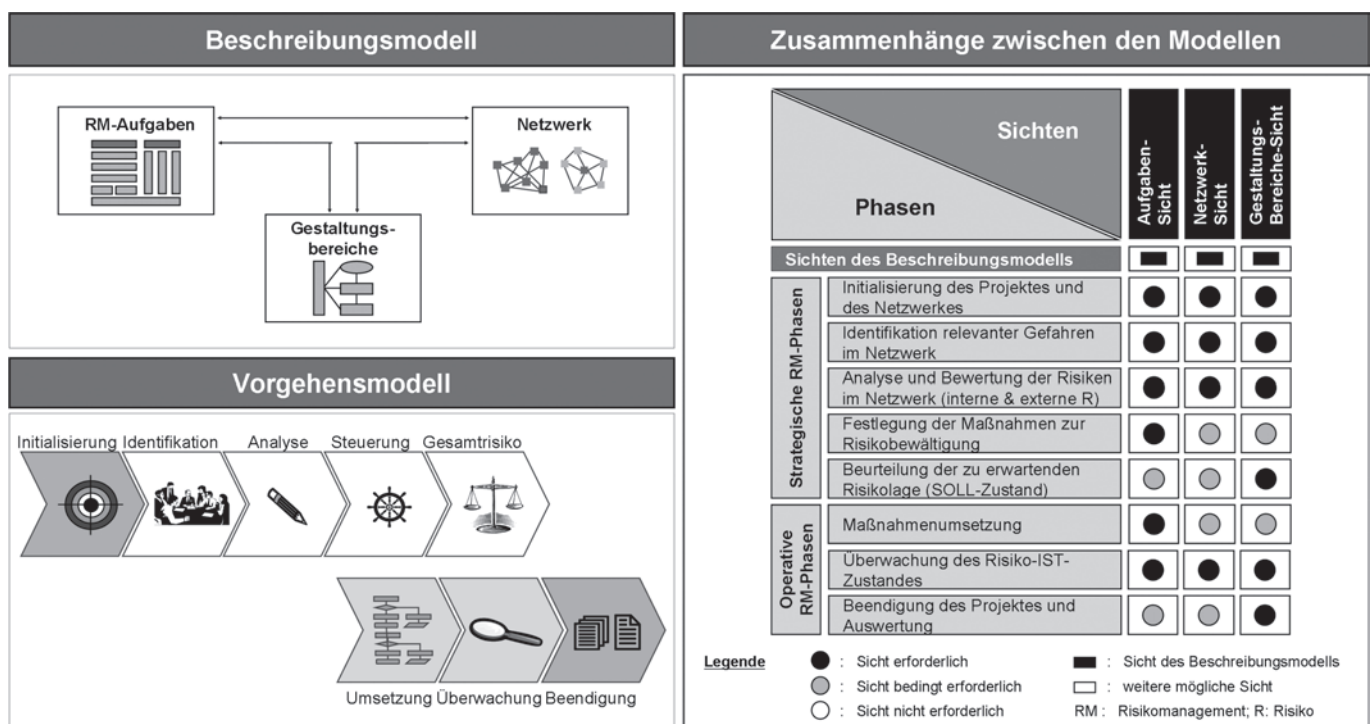 Beschreibungsmodell
RM-Aufgaben
Netzwerk
Gestaltungs-
bereiche
Vorgehensmodell
Initialisierung Identifikation Analyse Steuerung Gesamtrisiko
Umsetzung Überwachung Beendigung
Zusammenhänge zwischen den Modellen
Sichten
Phasen
Aufgaben-
Sicht
Netzwerk-
Sicht
Gestaltungs-
Bereiche-Sicht
Sichten des Beschreibungsmodells
Strategische RM-Phasen
Initialisierung des Projektes und
des Netzwerkes
Identifikation relevanter Gefahren
im Netzwerk
Analyse und Bewertung der Risiken
im Netzwerk (interne & externe R)
Festlegung der Maßnahmen zur
Risikobewältigung
Beurteilung der zu erwartenden
Risikolage (SOLL-Zustand)
Operative
RM-Phasen
Maßnahmenumsetzung
Überwachung des Risiko-IST-
Zustandes
Beendigung des Projektes und
Auswertung
Legende
: Sicht erforderlich
: Sicht bedingt erforderlich
: Sicht nicht erforderlich
: Sicht des Beschreibungsmodells
: weitere mögliche Sicht
RM : Risikomanagement; R: Risiko